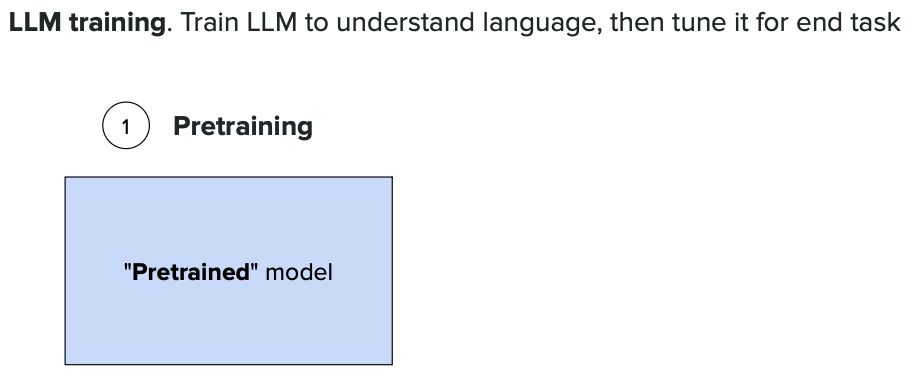 LLM training. Train LLM to understand language, then tune it for end task
1 Pretraining
"Pretrained" model